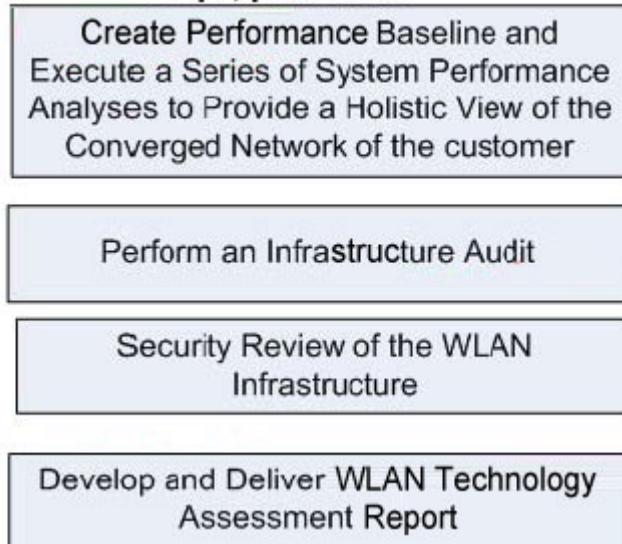 Create Performance Baseline and
Execute a Series of System Performance
Analyses to Provide a Holistic View of the
Converged Network of the customer
Perform an Infrastructure Audit
Security Review of the WLAN
Infrastructure
Develop and Deliver WLAN Technology
Assessment Report